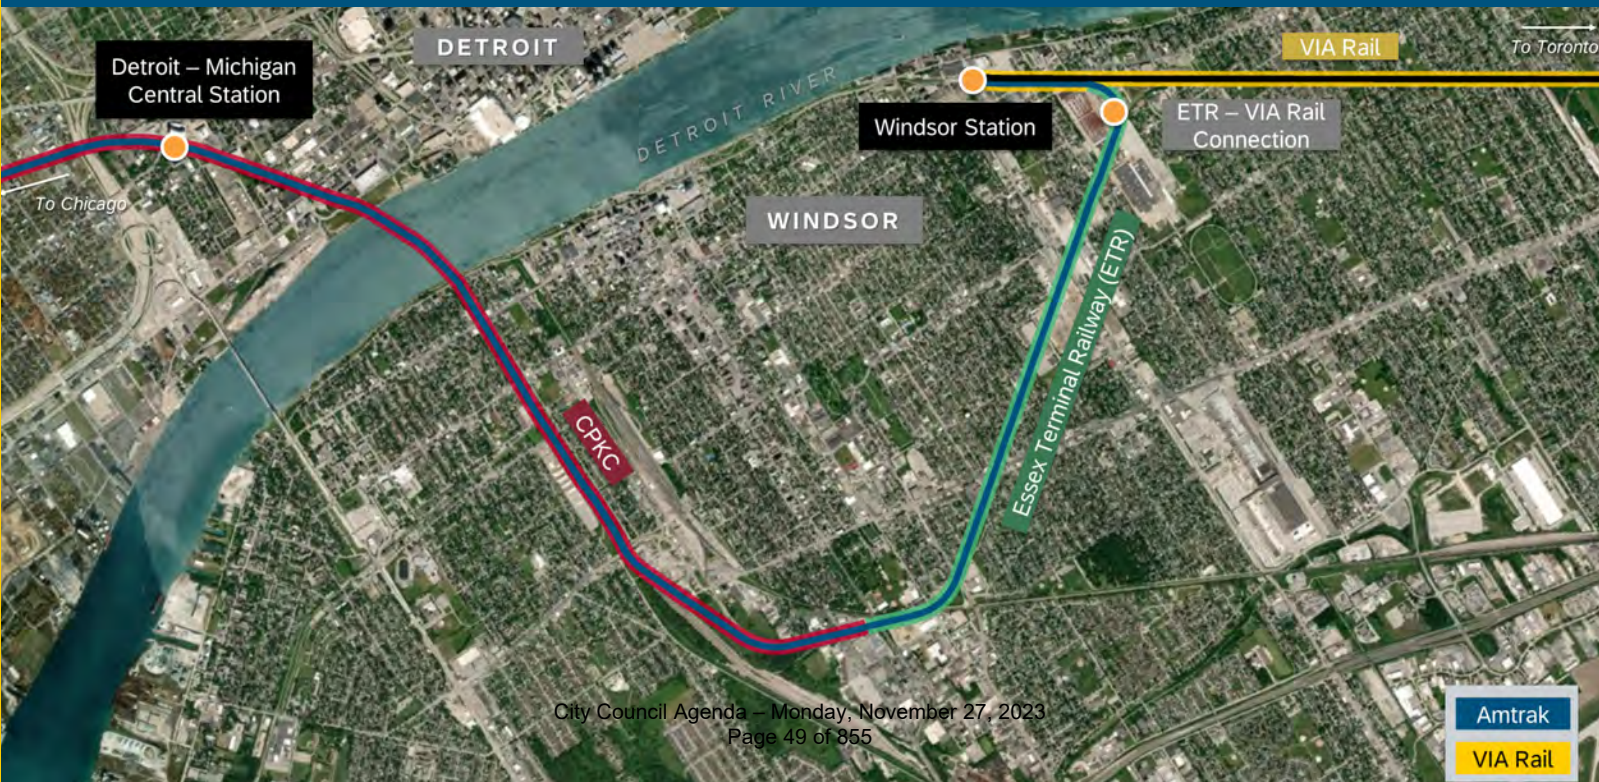 DETROIT
VIA Rail
To Toronto
Detroit – Michigan
Central Station
DETROIT RIVER
Windsor Station
ETR – VIA Rail
Connection
To Chicago
WINDSOR
Essex Terminal Railway (ETR)
CPKC
City Council Agenda – Monday, November 27, 2023
Page 49 of 855
Amtrak
VIA Rail